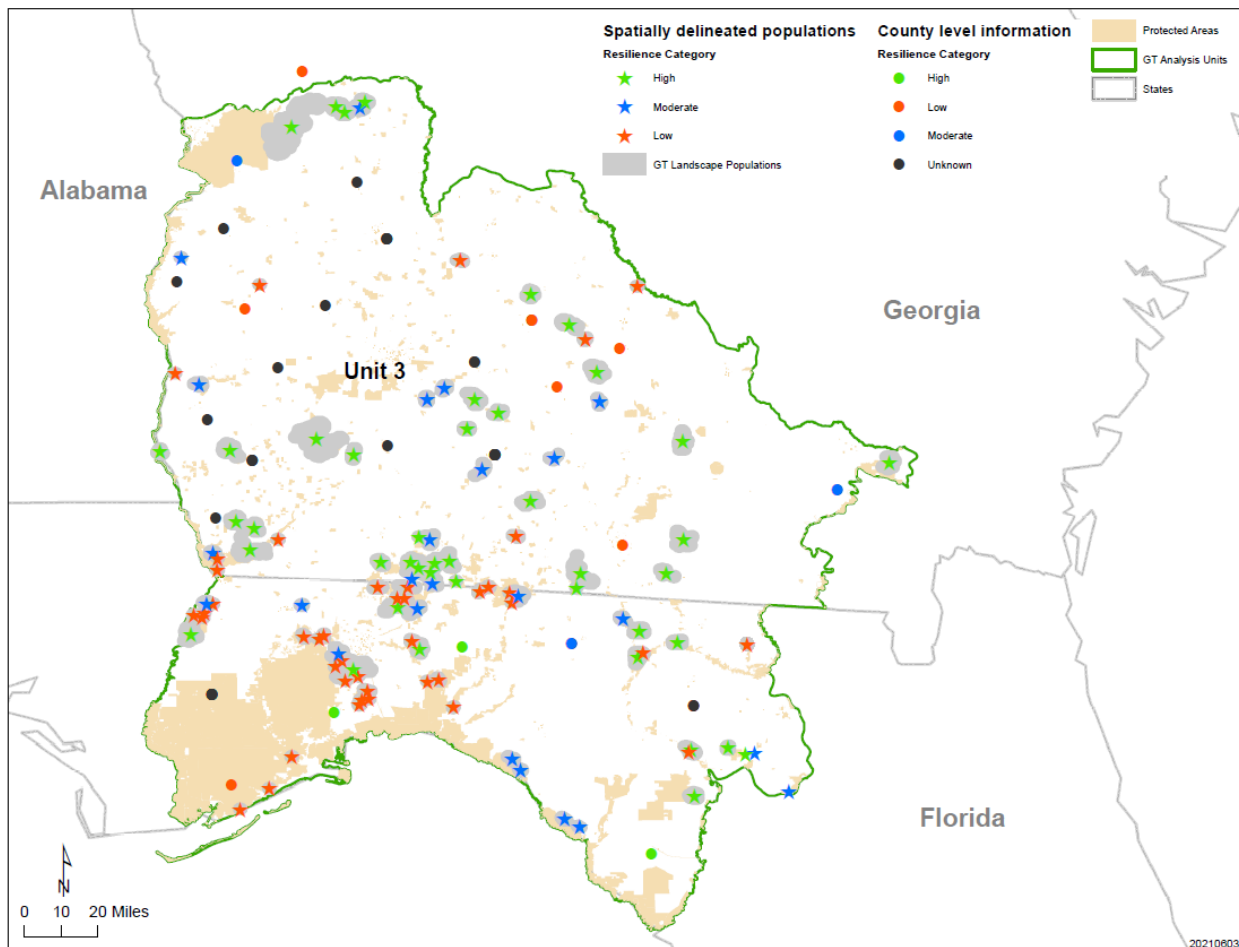 Spatially delineated populations
Resilience Category
High
Moderate
Low
GT Landscape Populations
County level information
Resilience Category
High
Low
Moderate
Unknown
Protected Areas
GT Analysis Units
States
Alabama
Georgia
Unit 3
Florida
N
0 10 20 Miles
20210603